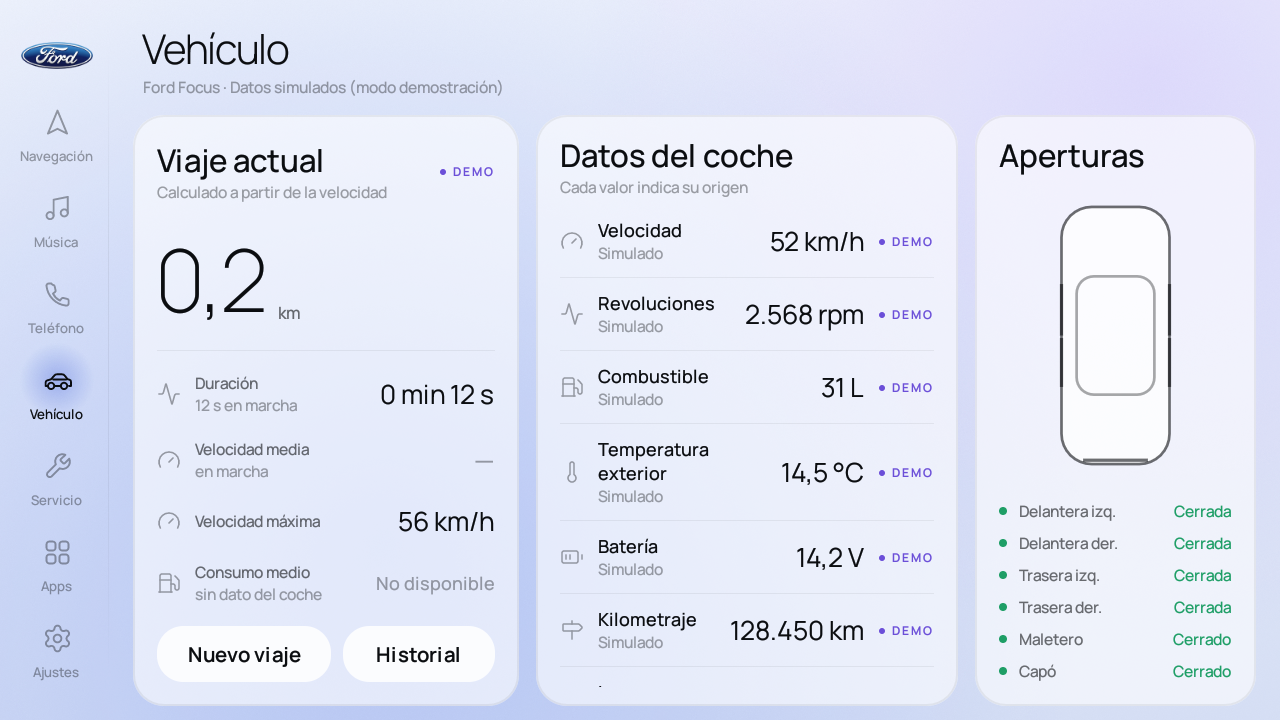 Ford
Vehículo
Ford Focus · Datos simulados (modo demostración)
Navegación
Música
Teléfono
Vehículo
Servicio
Apps
Ajustes
Viaje actual
DEMO
Calculado a partir de la velocidad
0,2 km
Duración
12 s en marcha
0 min 12 s
Velocidad media
en marcha
—
Velocidad máxima
56 km/h
Consumo medio
sin dato del coche
No disponible
Nuevo viaje
Historial
Datos del coche
Cada valor indica su origen
Velocidad
Simulado
52 km/h
DEMO
Revoluciones
Simulado
2.568 rpm
DEMO
Combustible
Simulado
31 L
DEMO
Temperatura
exterior
Simulado
14,5 °C
DEMO
Batería
Simulado
14,2 V
DEMO
Kilometraje
Simulado
128.450 km
DEMO
Aperturas
Delantera izq. Cerrada
Delantera der. Cerrada
Trasera izq. Cerrada
Trasera der. Cerrada
Maletero Cerrado
Capó Cerrado